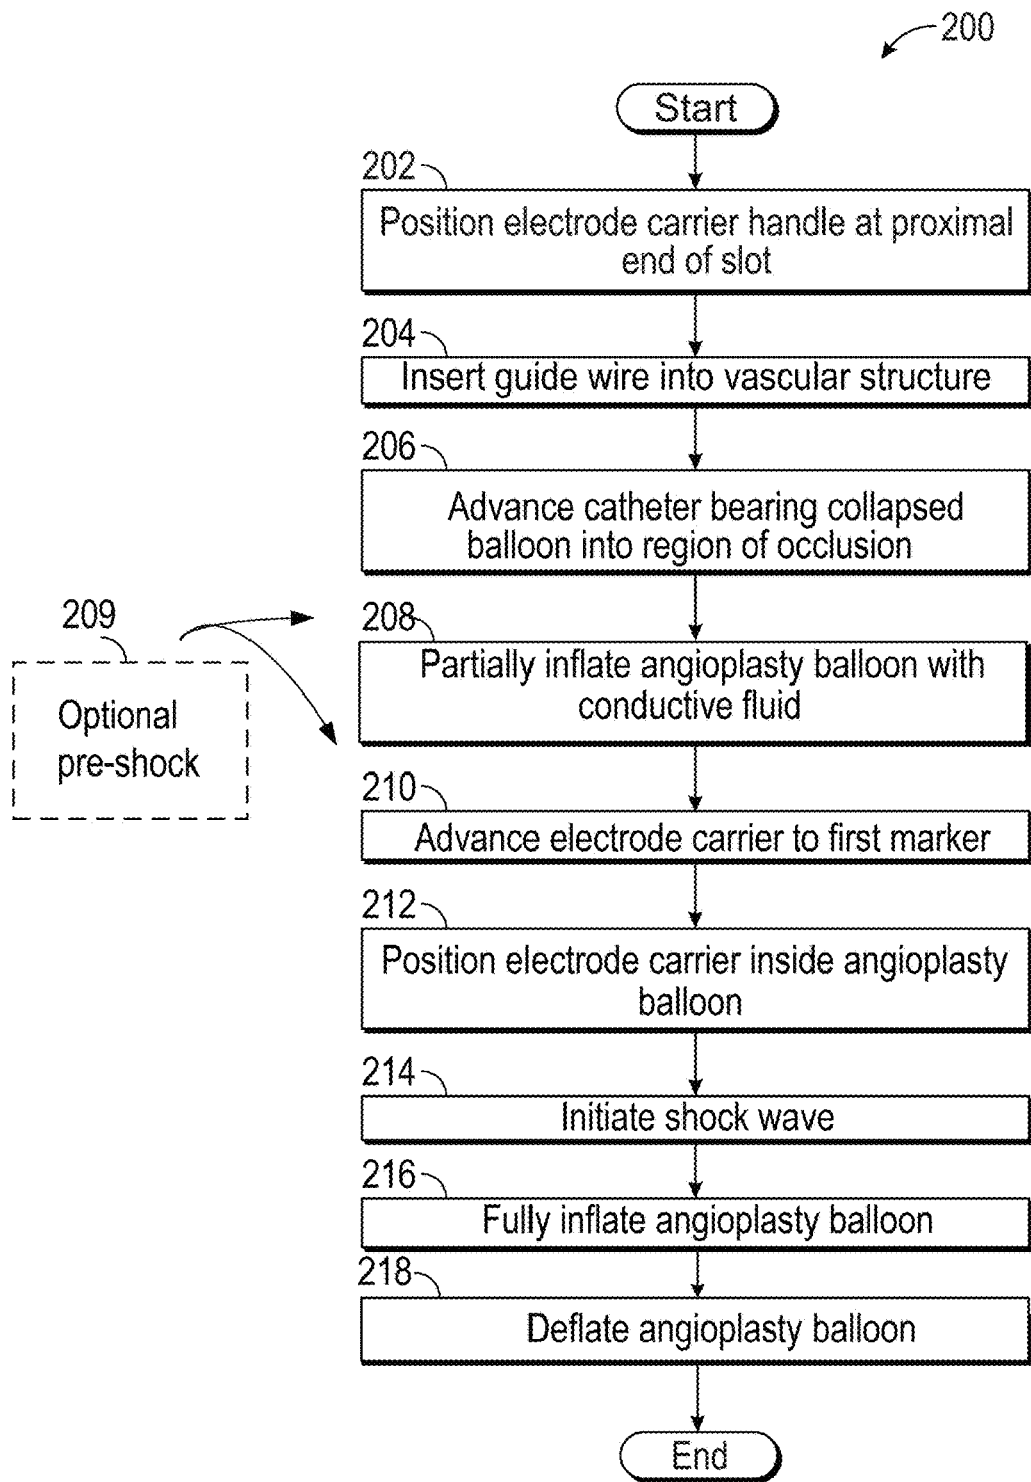 200
Start
202
Position electrode carrier handle at proximal
end of slot
204
Insert guide wire into vascular structure
206
Advance catheter bearing collapsed
balloon into region of occlusion
209
Optional
pre-shock
208
Partially inflate angioplasty balloon with
conductive fluid
210
Advance electrode carrier to first marker
212
Position electrode carrier inside angioplasty
balloon
214
Initiate shock wave
216
Fully inflate angioplasty balloon
218
Deflate angioplasty balloon
End